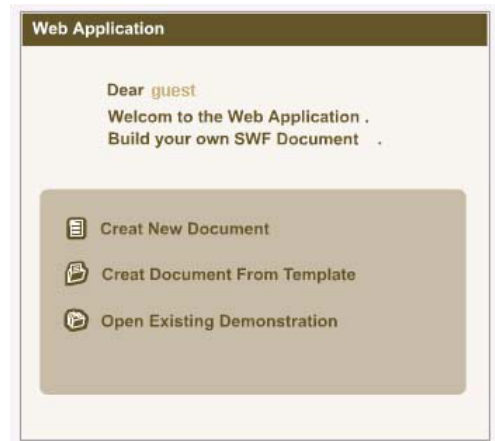 Web Application
Dear guest
Welcom to the Web Application .
Build your own SWF Document .
Creat New Document
Creat Document From Template
Open Existing Demonstration